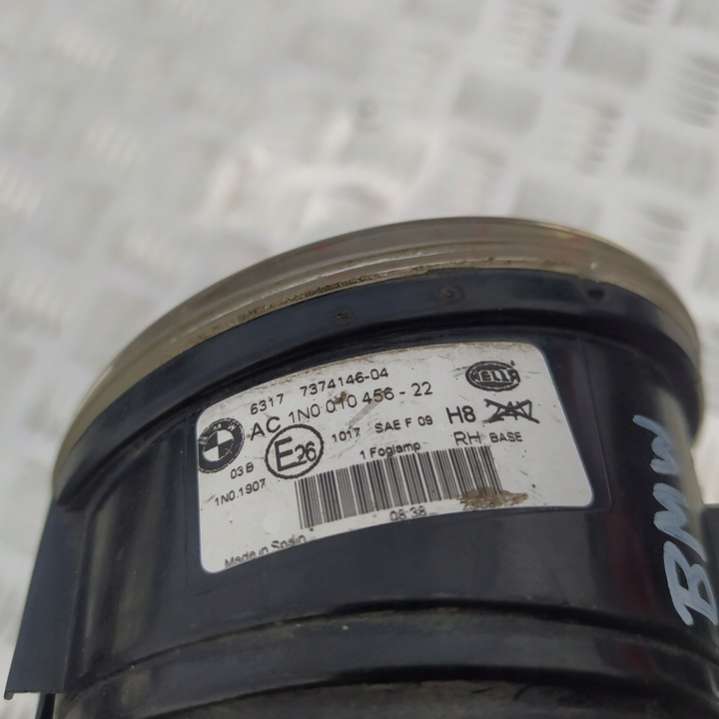 6317 7374146-04
AC 1N0 010 456-22
HELLA
03 B
E26
1017 SAE F 09
H8
1 Foglamp
RH BASE
1N0.1907
08:38
Made in Spain
BMW